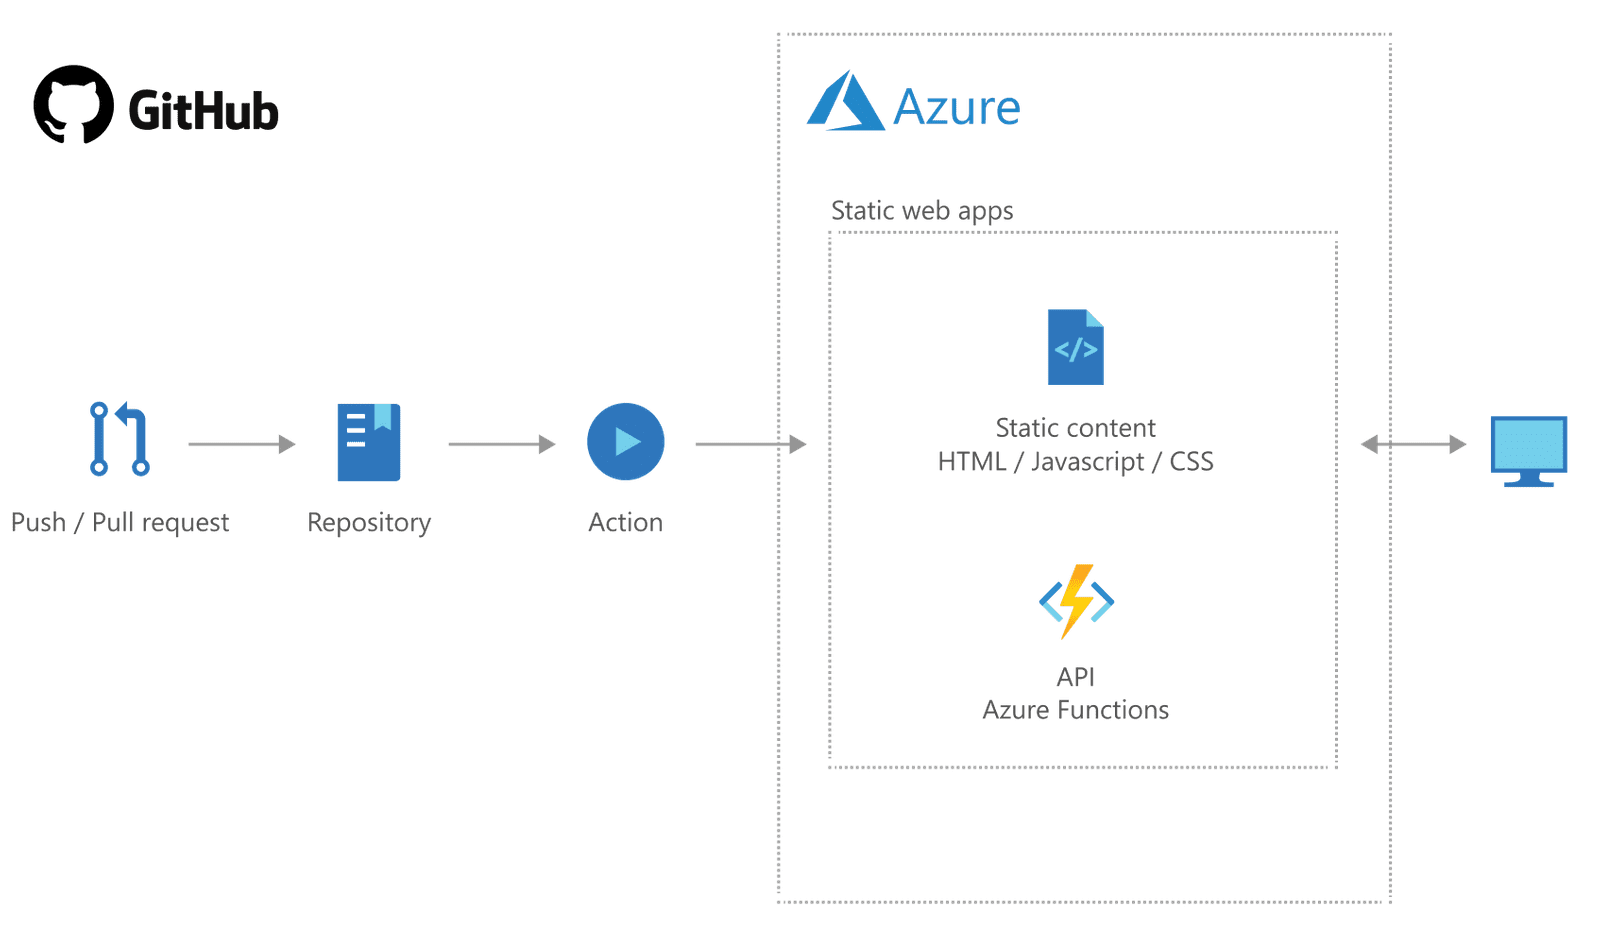 GitHub
Azure
Static web apps
</>
Static content
HTML / Javascript / CSS
Push / Pull request
Repository
Action
API
Azure Functions